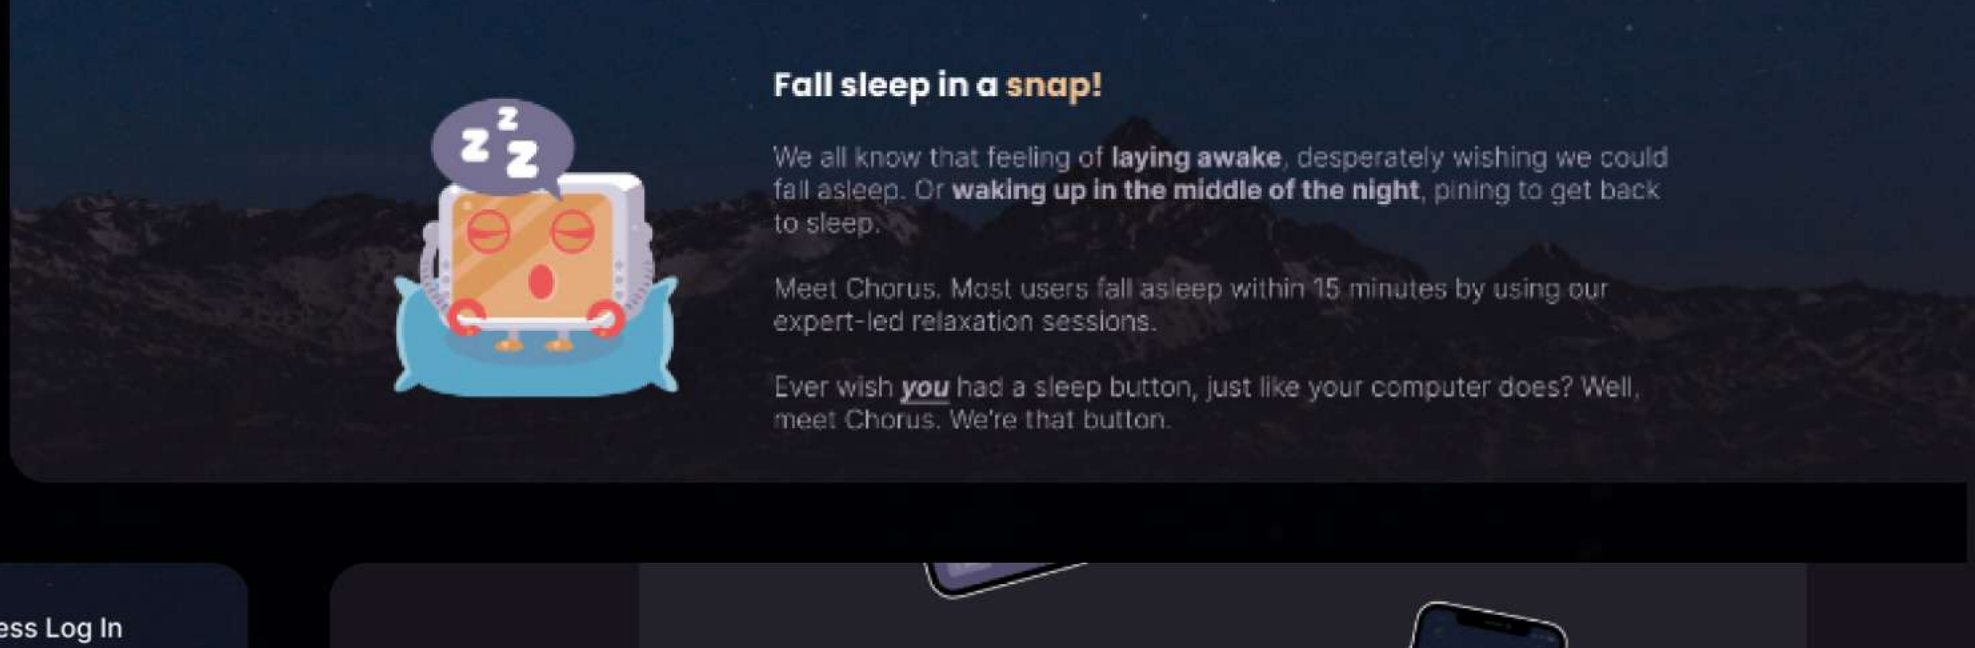 Fall sleep in a snap!
z
z
z
We all know that feeling of laying awake, desperately wishing we could
fall asleep. Or waking up in the middle of the night, pining to get back
to sleep.
Meet Chorus. Most users fall asleep within 15 minutes by using our
expert-led relaxation sessions.
Ever wish you had a sleep button, just like your computer does? Well,
meet Chorus. We're that button.
ess Log In